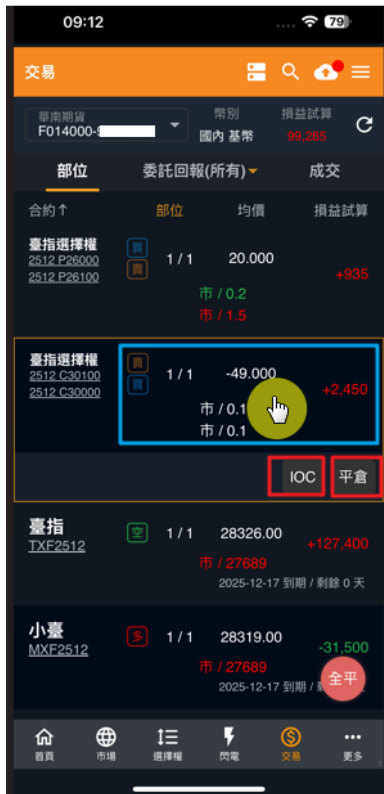 09:12
79
交易
華南期貨
F014000-9
幣別
國內 基幣
損益試算
99,285
部位
委託回報(所有)
成交
合約↑
部位
均價
損益試算
臺指選擇權
2512 P26000
2512 P26100
買
賣
1 / 1
20.000
+935
市 / 0.2
市 / 1.5
臺指選擇權
2512 C30100
2512 C30000
賣
買
1 / 1
-49.000
+2,450
市 / 0.1
市 / 0.1
IOC
平倉
臺指
TXF2512
空
1 / 1
28326.00
+127,400
市 / 27689
2025-12-17 到期 / 剩餘 0 天
小臺
MXF2512
多
1 / 1
28319.00
-31,500
市 / 27689
2025-12-17 到期 /
全平
首頁
市場
選擇權
閃電
交易
更多